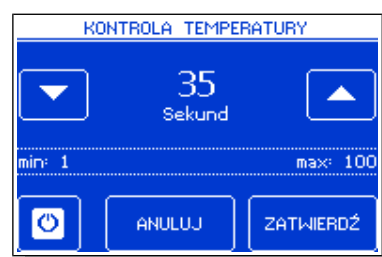 KONTROLA TEMPERATURY
35
Sekund
min: 1 max: 100
ANULUJ ZATWIERDŹ